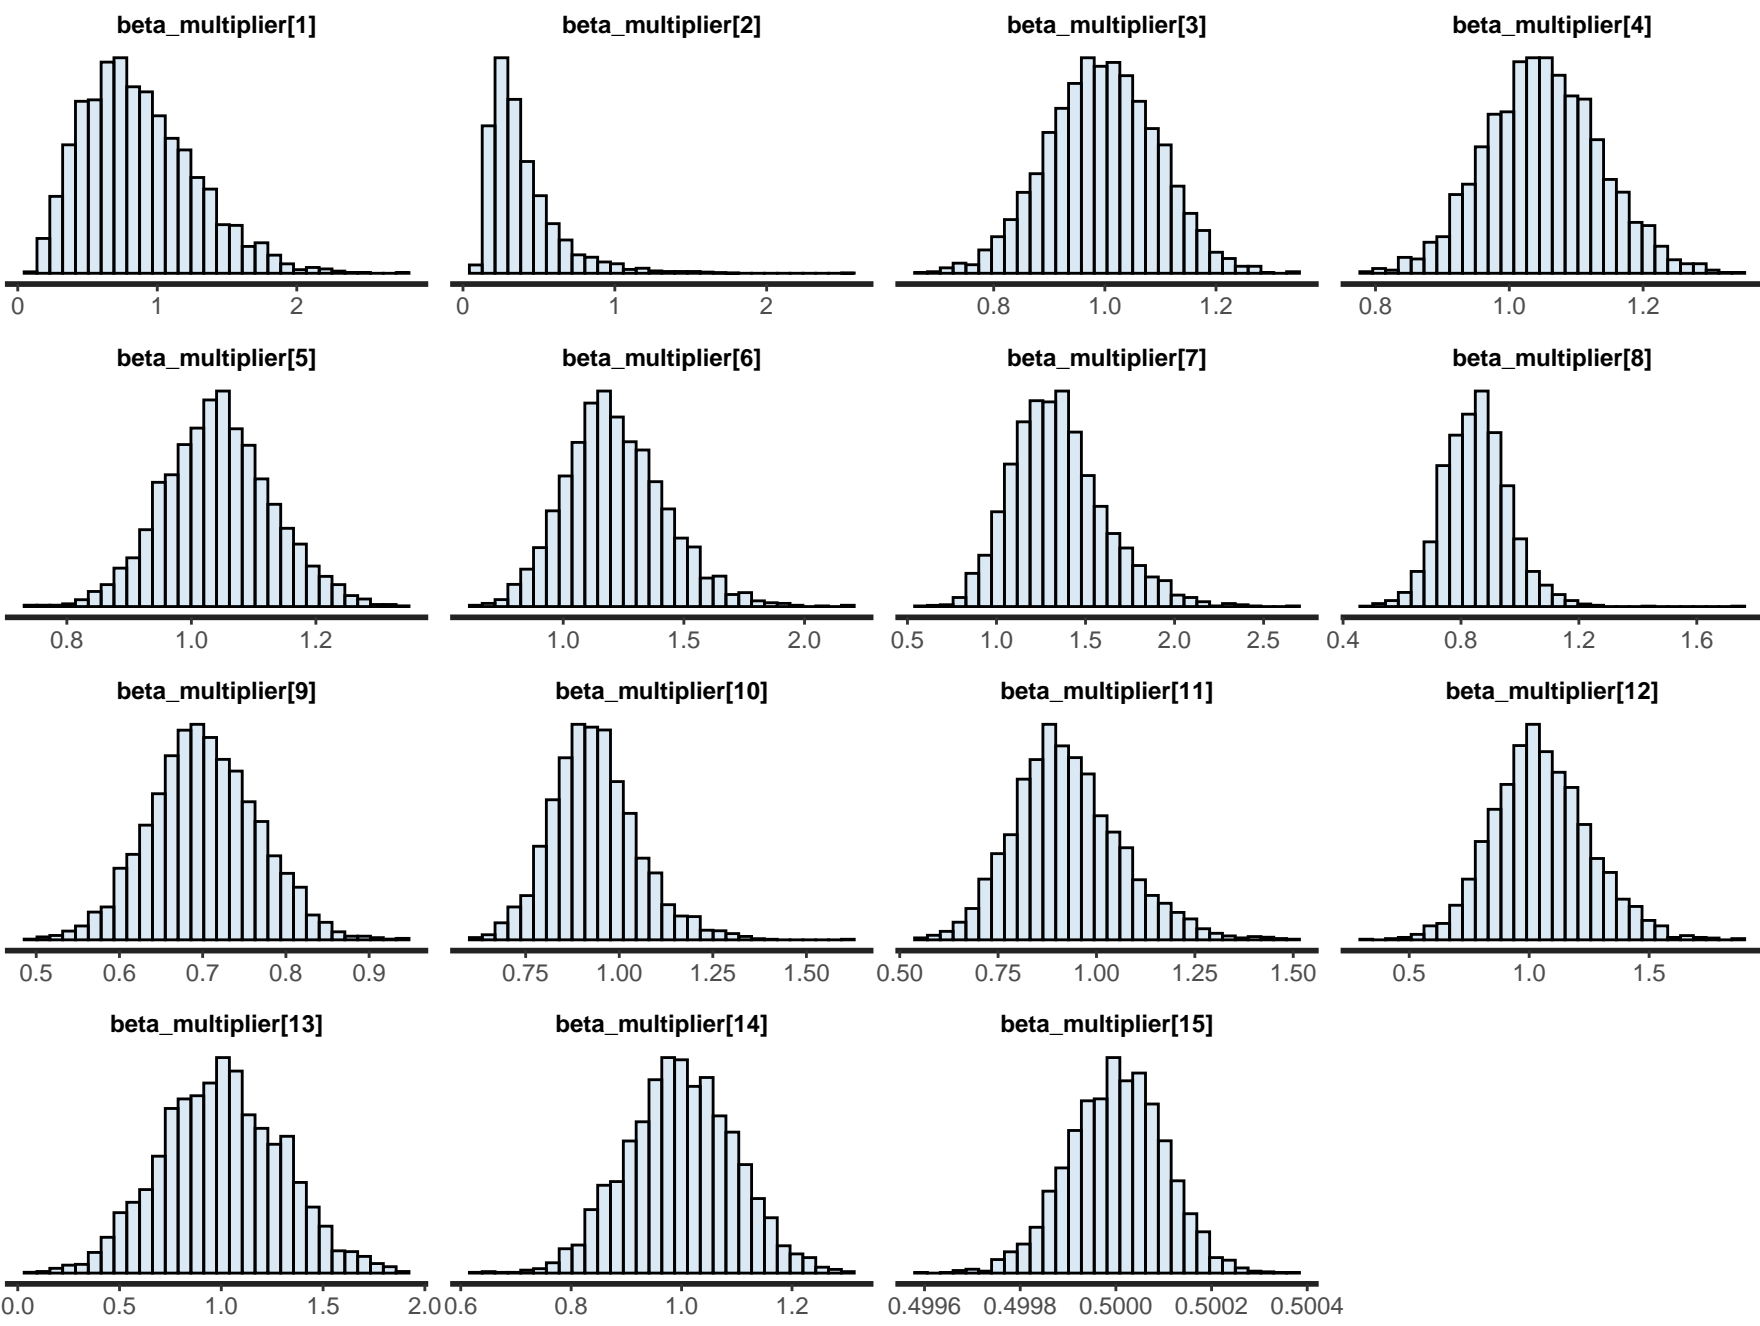 beta_multiplier[1] beta_multiplier[2] beta_multiplier[3] beta_multiplier[4]
0 1 2 0 1 2 0.8 1.0 1.2 0.8 1.0 1.2
beta_multiplier[5] beta_multiplier[6] beta_multiplier[7] beta_multiplier[8]
0.8 1.0 1.2 1.0 1.5 2.0 0.5 1.0 1.5 2.0 2.5 0.4 0.8 1.2 1.6
beta_multiplier[9] beta_multiplier[10] beta_multiplier[11] beta_multiplier[12]
0.5 0.6 0.7 0.8 0.9 0.75 1.00 1.25 1.50 0.50 0.75 1.00 1.25 1.50 0.5 1.0 1.5
beta_multiplier[13] beta_multiplier[14] beta_multiplier[15]
0.0 0.5 1.0 1.5 2.0 0.6 0.8 1.0 1.2 0.4996 0.4998 0.5000 0.5002 0.5004